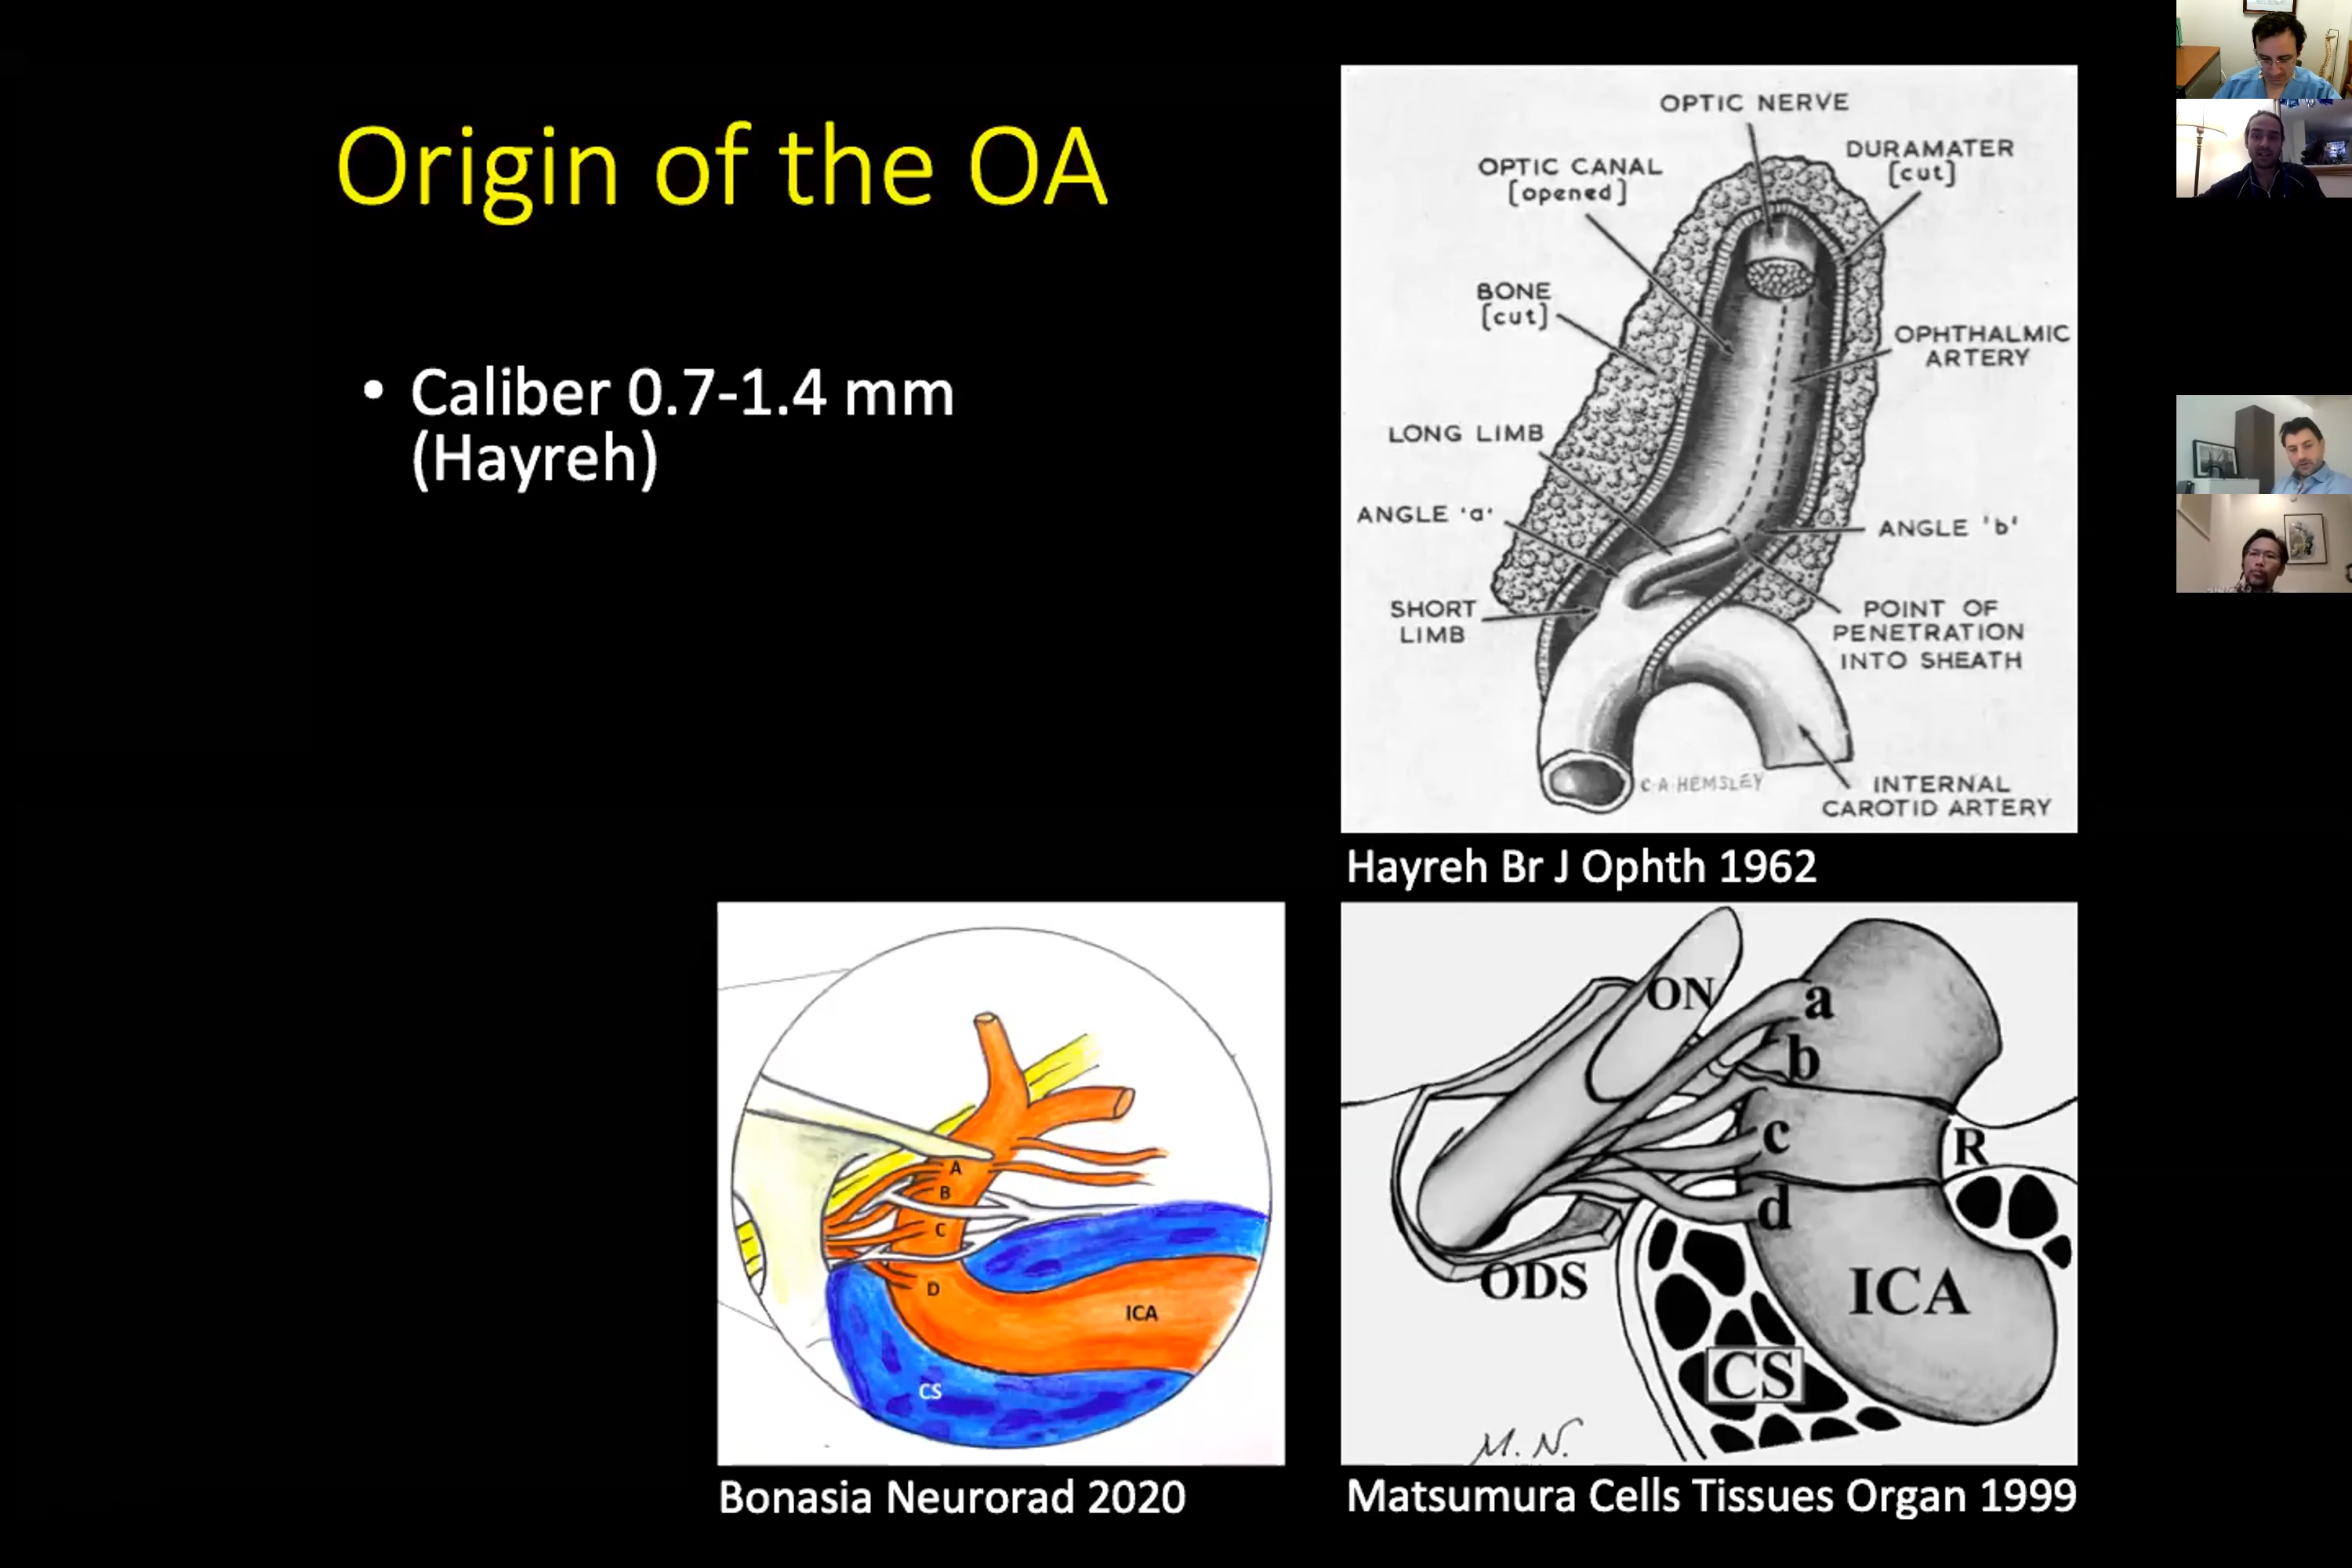 Origin of the OA
• Caliber 0.7-1.4 mm
(Hayreh)
OPTIC NERVE
OPTIC CANAL
[opened]
DURAMATER
[cut]
BONE
[cut]
OPHTHALMIC
ARTERY
LONG LIMB
ANGLE 'a'
ANGLE 'b'
SHORT
LIMB
POINT OF
PENETRATION
INTO SHEATH
C·A·HEMSLEY
INTERNAL
CAROTID ARTERY
Hayreh Br J Ophth 1962
A
B
C
D
ICA
CS
Bonasia Neurorad 2020
ON
a
b
c
R
d
ODS
ICA
CS
M. N.
Matsumura Cells Tissues Organ 1999